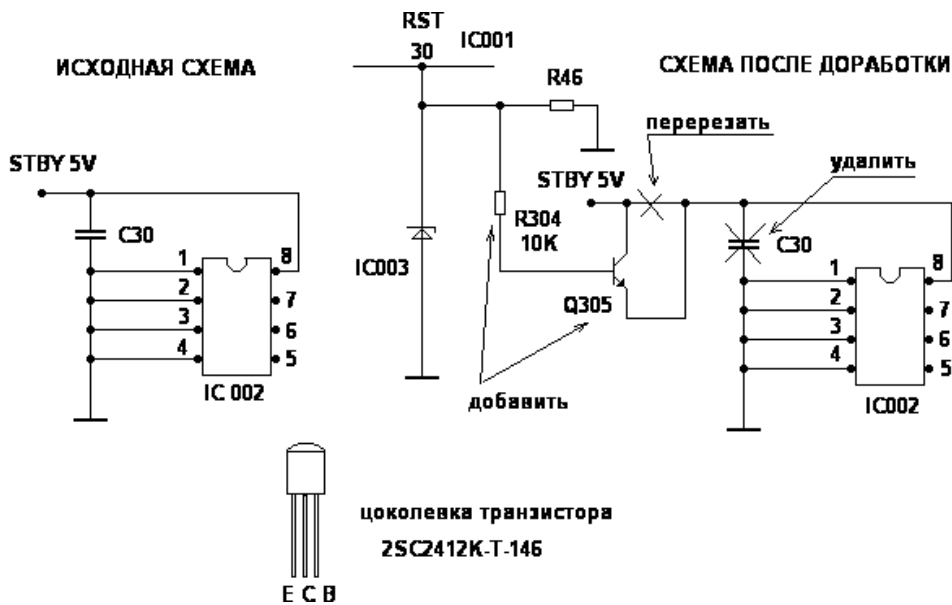 ИСХОДНАЯ СХЕМА
STBY 5V
C30
1
2
3
4
8
7
6
5
IC 002
RST
30
IC001
R46
IC003
R304
10K
STBY 5V
Q305
добавить
СХЕМА ПОСЛЕ ДОРАБОТКИ
перерезать
удалить
C30
1
2
3
4
8
7
6
5
IC002
цоколевка транзистора
2SC2412K-T-146
E C B